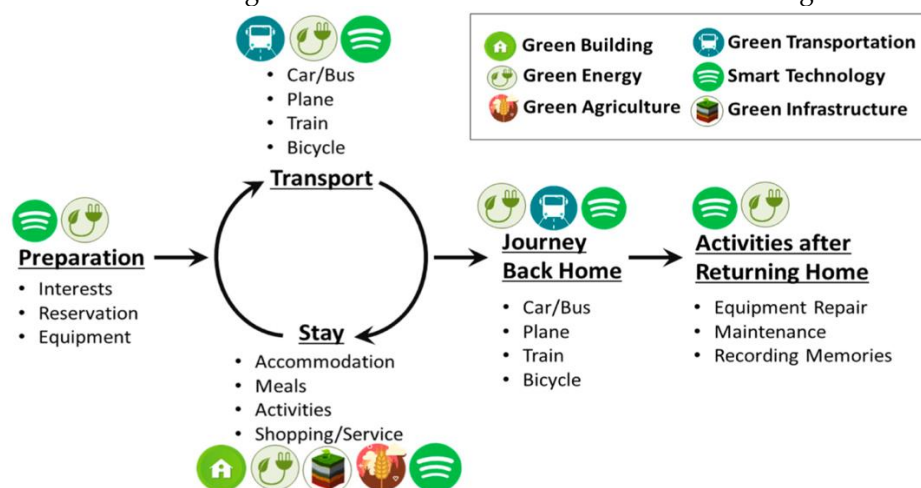 Green Building
Green Transportation
Green Energy
Smart Technology
Green Agriculture
Green Infrastructure
• Car/Bus
• Plane
• Train
• Bicycle
Transport
Preparation
• Interests
• Reservation
• Equipment
Stay
• Accommodation
• Meals
• Activities
• Shopping/Service
Journey
Back Home
• Car/Bus
• Plane
• Train
• Bicycle
Activities after
Returning Home
• Equipment Repair
• Maintenance
• Recording Memories